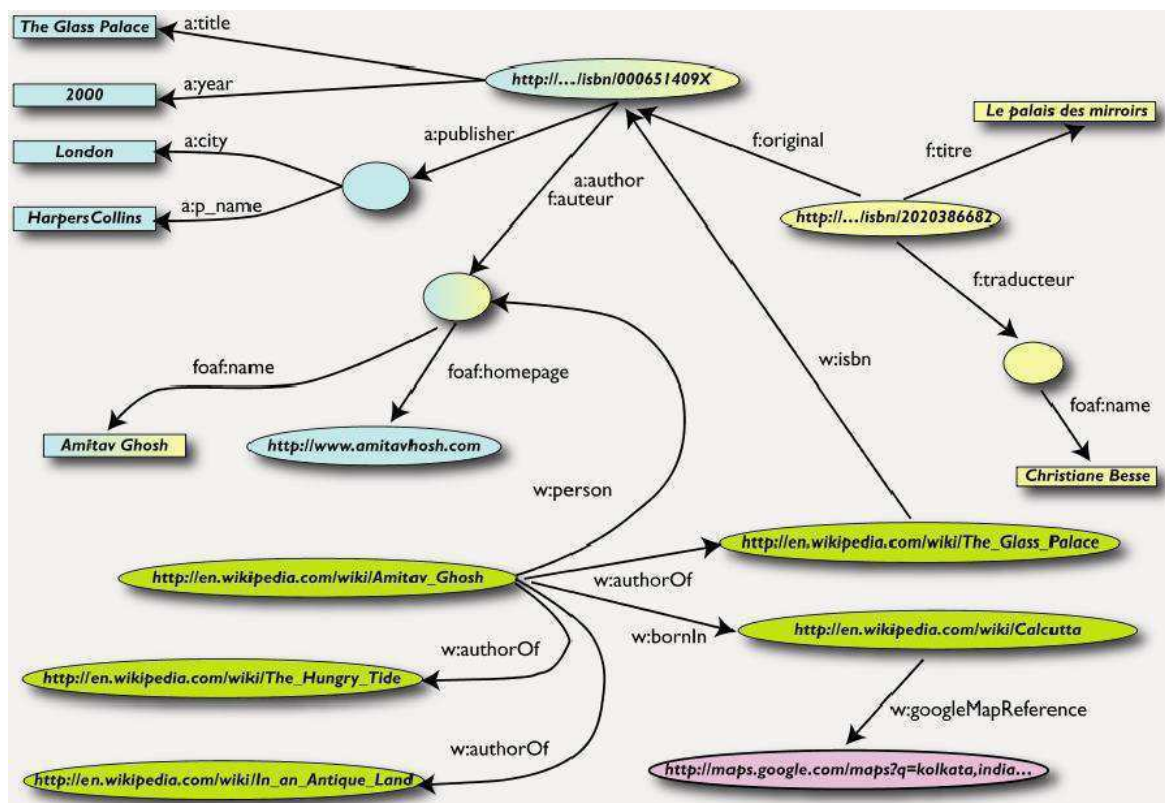 The Glass Palace
a:title
http://.../isbn/000651409X
2000
a:year
Le palais des mirroirs
a:publisher
f:original
London
a:city
f:titre
a:author
f:auteur
HarpersCollins
a:p_name
http://.../isbn/2020386682
f:traducteur
foaf:name
foaf:homepage
w:isbn
foaf:name
Amitav Ghosh
http://www.amitavhosh.com
Christiane Besse
w:person
http://en.wikipedia.com/wiki/The_Glass_Palace
http://en.wikipedia.com/wiki/Amitav_Ghosh
w:authorOf
w:bornIn
http://en.wikipedia.com/wiki/Calcutta
w:authorOf
http://en.wikipedia.com/wiki/The_Hungry_Tide
w:googleMapReference
w:authorOf
http://maps.google.com/maps?q=kolkata,india...
http://en.wikipedia.com/wiki/In_an_Antique_Land